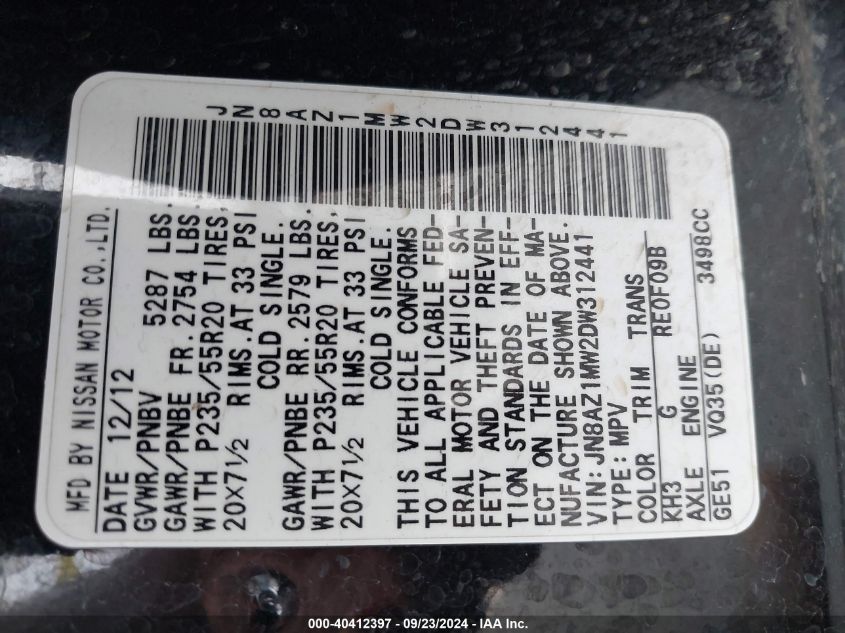 JN8AZ1MW2DW312441
MFD BY NISSAN MOTOR CO.,LTD.
DATE 12/12
GVWR/PNBV 5287 LBS.
GAWR/PNBE FR. 2754 LBS.
WITH P235/55R20 TIRES,
20X7½ RIMS.AT 33 PSI
COLD SINGLE.
GAWR/PNBE RR. 2579 LBS.
WITH P235/55R20 TIRES,
20X7½ RIMS.AT 33 PSI
COLD SINGLE.
THIS VEHICLE CONFORMS
TO ALL APPLICABLE FED-
ERAL MOTOR VEHICLE SA-
FETY AND THEFT PREVEN-
TION STANDARDS IN EFF-
ECT ON THE DATE OF MA-
NUFACTURE SHOWN ABOVE.
VIN:JN8AZ1MW2DW312441
TYPE:MPV
COLOR TRIM TRANS
KH3 G RE0F09B
AXLE ENGINE
GE51 VQ35(DE) 3498CC
000-40412397 - 09/23/2024 - IAA Inc.